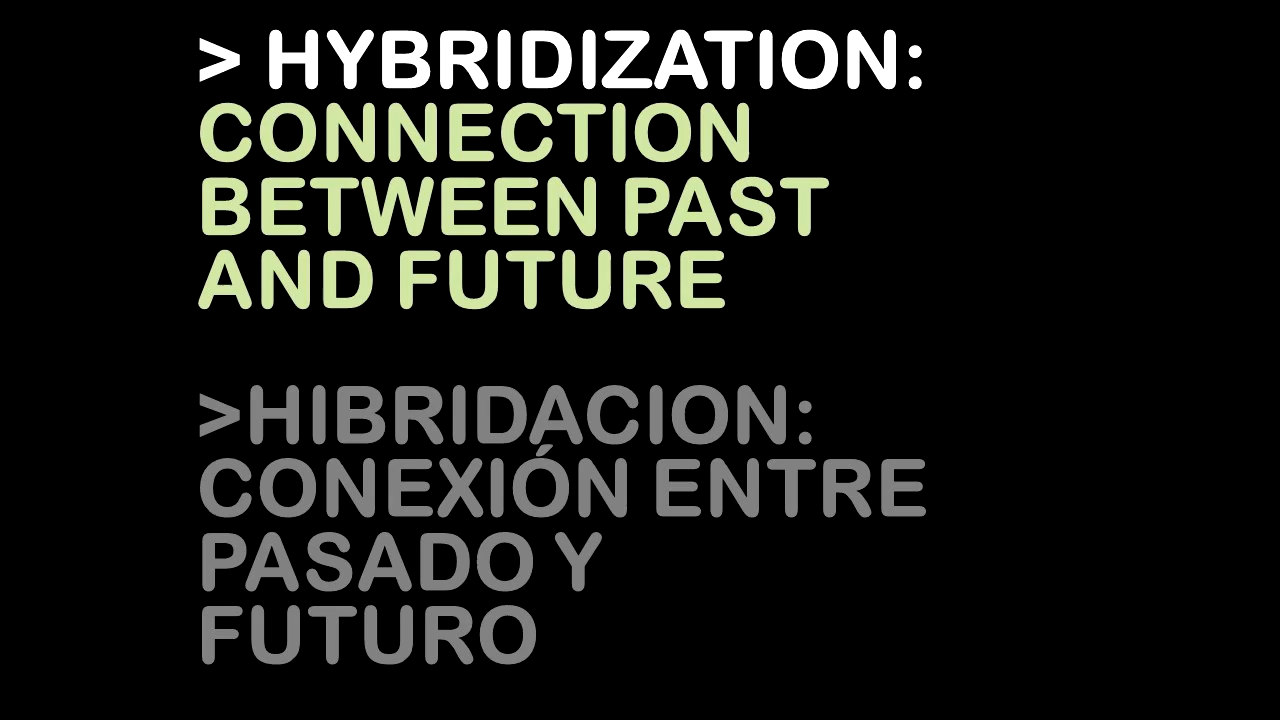 > HYBRIDIZATION:
CONNECTION
BETWEEN PAST
AND FUTURE
>HIBRIDACION:
CONEXIÓN ENTRE
PASADO Y
FUTURO